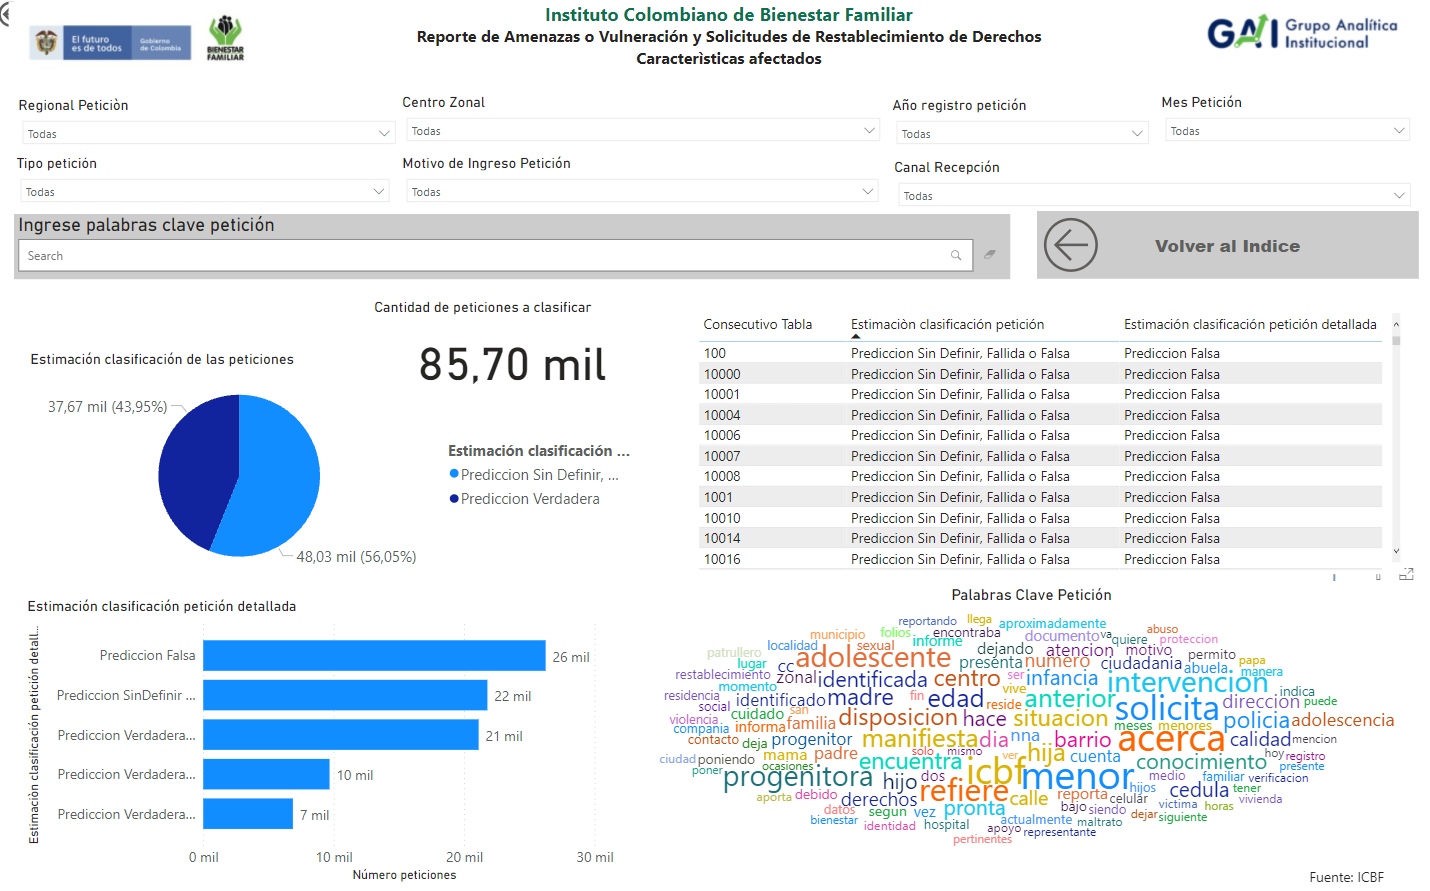 Instituto Colombiano de Bienestar Familiar
Reporte de Amenazas o Vulneración y Solicitudes de Restablecimiento de Derechos
Caracterìsticas afectados
El futuro
es de todos
Gobierno
de Colombia
BIENESTAR
FAMILIAR
GAI Grupo Analítica
Institucional
Regional Petición
Todas
Centro Zonal
Todas
Año registro petición
Todas
Mes Petición
Todas
Tipo petición
Todas
Motivo de Ingreso Petición
Todas
Canal Recepción
Todas
Ingrese palabras clave petición
Search
Volver al Indice
Cantidad de peticiones a clasificar
85,70 mil
Estimación clasificación de las peticiones
37,67 mil (43,95%)
48,03 mil (56,05%)
Estimación clasificación ...
Prediccion Sin Definir, ...
Prediccion Verdadera
Consecutivo Tabla Estimaciòn clasificación petición Estimación clasificación petición detallada
100 Prediccion Sin Definir, Fallida o Falsa Prediccion Falsa
10000 Prediccion Sin Definir, Fallida o Falsa Prediccion Falsa
10001 Prediccion Sin Definir, Fallida o Falsa Prediccion Falsa
10004 Prediccion Sin Definir, Fallida o Falsa Prediccion Falsa
10006 Prediccion Sin Definir, Fallida o Falsa Prediccion Falsa
10007 Prediccion Sin Definir, Fallida o Falsa Prediccion Falsa
10008 Prediccion Sin Definir, Fallida o Falsa Prediccion Falsa
1001 Prediccion Sin Definir, Fallida o Falsa Prediccion Falsa
10010 Prediccion Sin Definir, Fallida o Falsa Prediccion Falsa
10014 Prediccion Sin Definir, Fallida o Falsa Prediccion Falsa
10016 Prediccion Sin Definir, Fallida o Falsa Prediccion Falsa
Estimación clasificación petición detallada
Estimación clasificación petición detall...
Prediccion Falsa 26 mil
Prediccion SinDefinir ... 22 mil
Prediccion Verdadera... 21 mil
Prediccion Verdadera... 10 mil
Prediccion Verdadera... 7 mil
0 mil 10 mil 20 mil 30 mil
Número peticiones
Palabras Clave Petición
reportando llega aproximadamente
municipio folios encontraba documento va abuso
localidad sexual informe dejando atencion motivo quiere proteccion
patrullero adolescente presenta numero ciudadania permito papa
lugar cc abuela manera
restablecimiento zonal identificada centro ser infancia intervencion indica
momento vive
residencia identificado madre fin edad reside anterior solicita direccion puede
social san
violencia cuidado informa familia disposicion hace situacion meses menores policia adolescencia
compania
contacto deja progenitor manifiesta dia nna barrio acerca calidad mencion
ciudad poniendo mama padre solo mismo ver hija cuenta hoy registro
poner ocasiones encuentra icbf conocimiento presente
progenitora hijo dos menor medio familiar verificacion
aporta debido derechos refiere calle reporta celular hijos cedula tener
datos segun vez pronta bajo siendo victima horas vivienda
bienestar actualmente maltrato dejar siguiente
identidad hospital apoyo representante
pertinentes
Fuente: ICBF